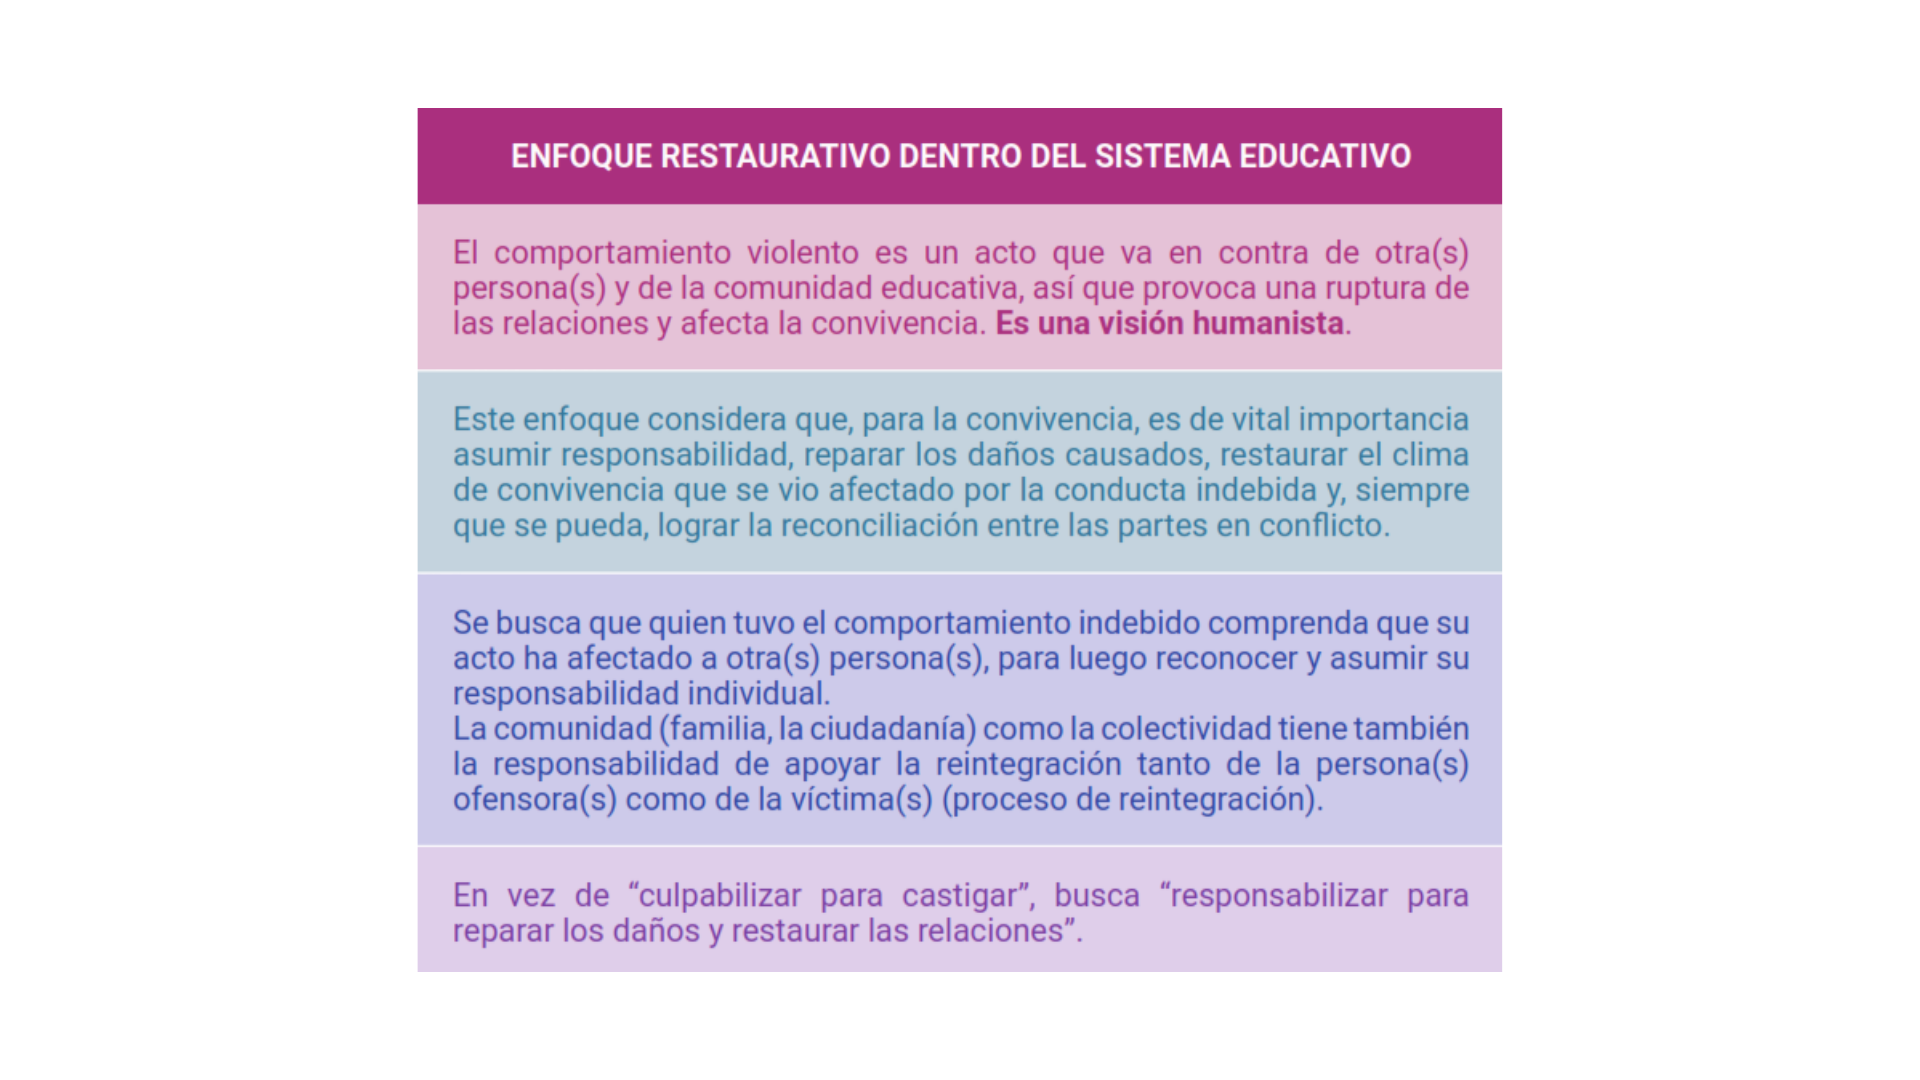 ENFOQUE RESTAURATIVO DENTRO DEL SISTEMA EDUCATIVO
El comportamiento violento es un acto que va en contra de otra(s)
persona(s) y de la comunidad educativa, así que provoca una ruptura de
las relaciones y afecta la convivencia. Es una visión humanista.
Este enfoque considera que, para la convivencia, es de vital importancia
asumir responsabilidad, reparar los daños causados, restaurar el clima
de convivencia que se vio afectado por la conducta indebida y, siempre
que se pueda, lograr la reconciliación entre las partes en conflicto.
Se busca que quien tuvo el comportamiento indebido comprenda que su
acto ha afectado a otra(s) persona(s), para luego reconocer y asumir su
responsabilidad individual.
La comunidad (familia, la ciudadanía) como la colectividad tiene también
la responsabilidad de apoyar la reintegración tanto de la persona(s)
ofensora(s) como de la víctima(s) (proceso de reintegración).
En vez de “culpabilizar para castigar”, busca “responsabilizar para
reparar los daños y restaurar las relaciones”.